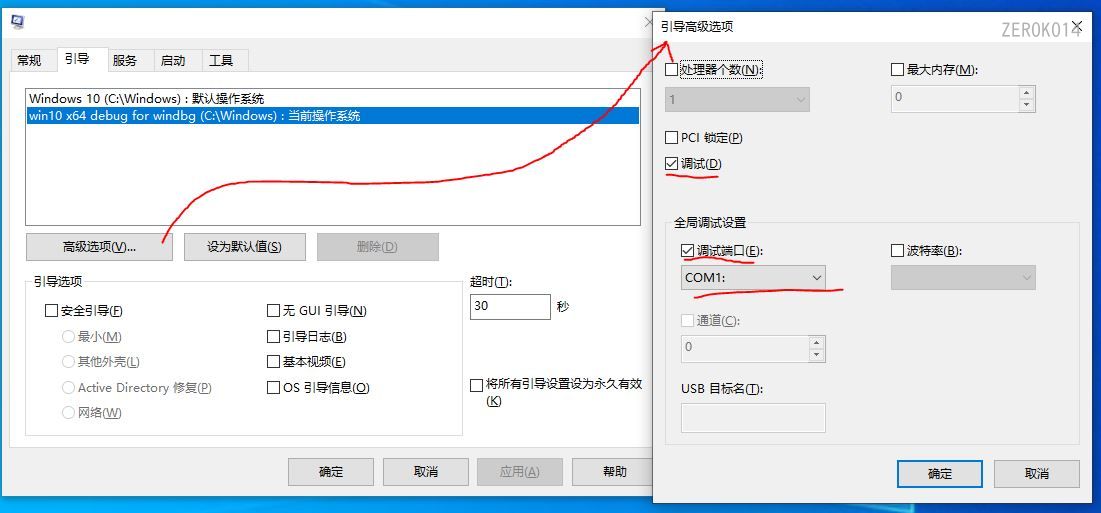 常规
引导
服务
启动
工具
Windows 10 (C:\Windows) : 默认操作系统
win10 x64 debug for windbg (C:\Windows) : 当前操作系统
高级选项(V)...
设为默认值(S)
删除(D)
引导选项
安全引导(F)
最小(M)
其他外壳(L)
Active Directory 修复(P)
网络(W)
无 GUI 引导(N)
引导日志(B)
基本视频(E)
OS 引导信息(O)
超时(T):
30 秒
将所有引导设置设为永久有效
(K)
确定
取消
应用(A)
帮助
引导高级选项
ZEROK014
处理器个数(N):
1
最大内存(M):
0
PCI 锁定(P)
调试(D)
全局调试设置
调试端口(E):
COM1:
波特率(B):
通道(C):
0
USB 目标名(T):
确定
取消